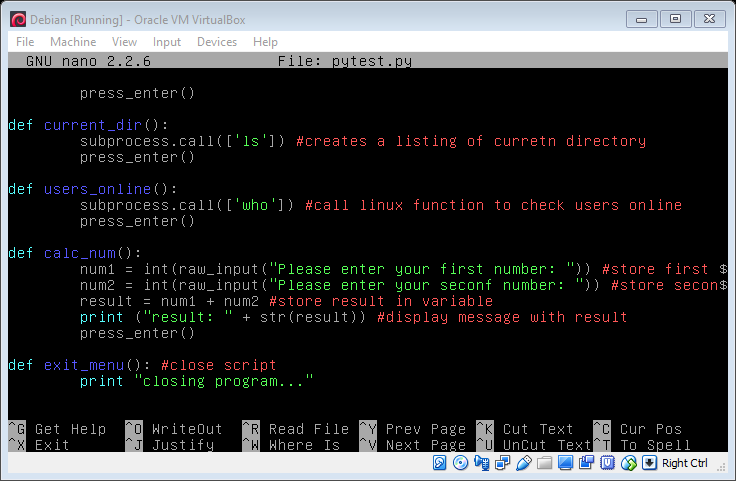 Debian [Running] - Oracle VM VirtualBox
File Machine View Input Devices Help
GNU nano 2.2.6 File: pytest.py
press_enter()
def current_dir():
subprocess.call(['ls']) #creates a listing of curretn directory
press_enter()
def users_online():
subprocess.call(['who']) #call linux function to check users online
press_enter()
def calc_num():
num1 = int(raw_input("Please enter your first number: ")) #store first $
num2 = int(raw_input("Please enter your seconf number: ")) #store secon$
result = num1 + num2 #store result in variable
print ("result: " + str(result)) #display message with result
press_enter()
def exit_menu(): #close script
print "closing program..."
^G Get Help ^O WriteOut ^R Read File ^Y Prev Page ^K Cut Text ^C Cur Pos
^X Exit ^J Justify ^W Where Is ^V Next Page ^U UnCut Text ^T To Spell
Right Ctrl